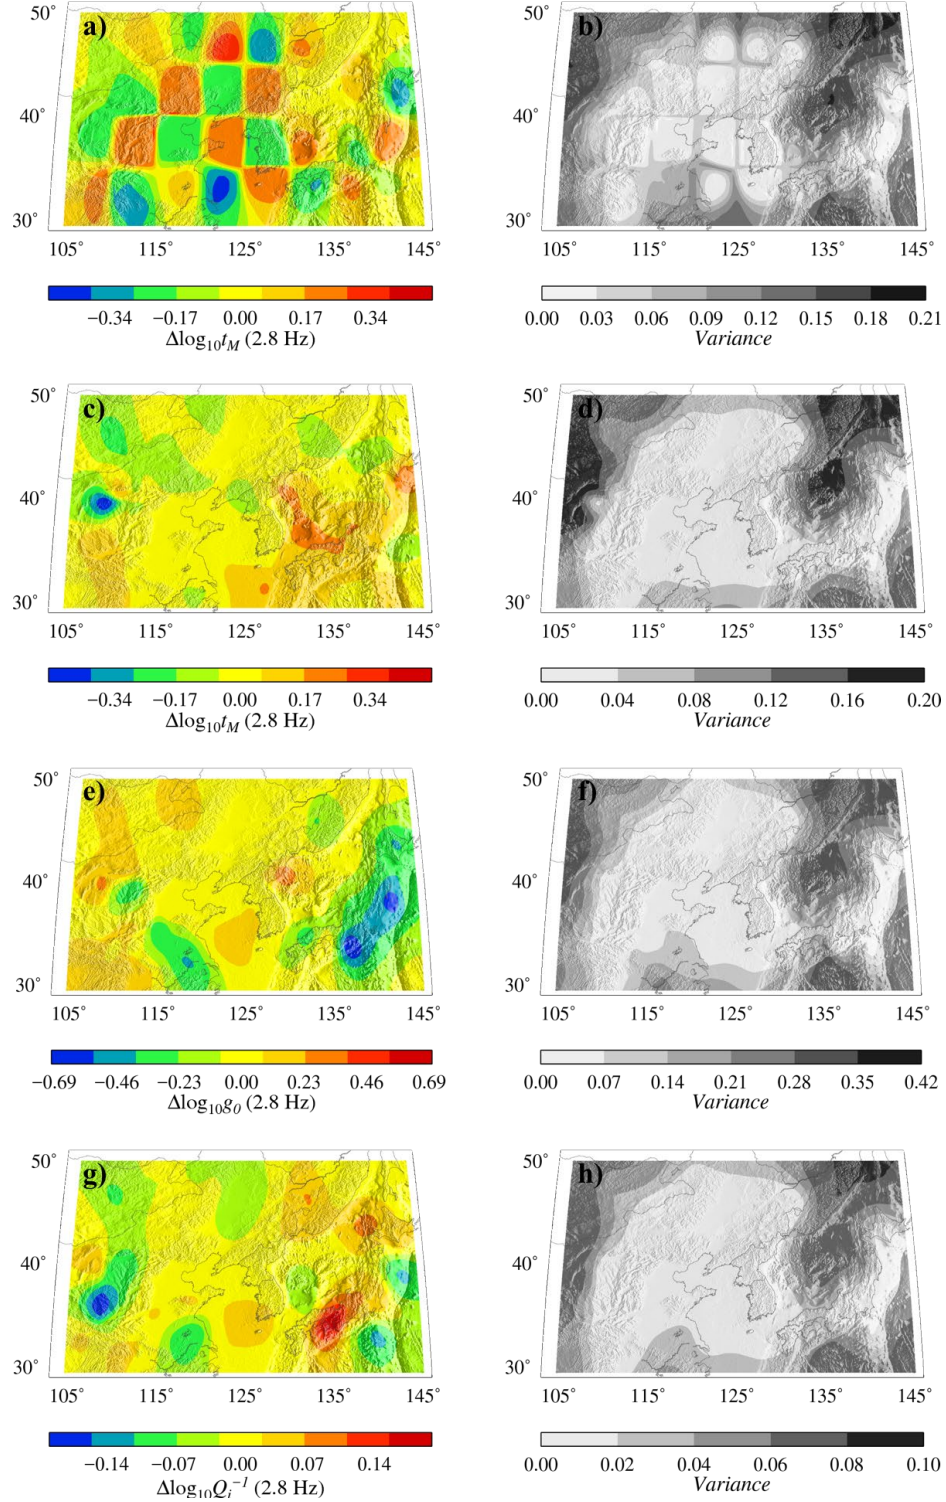 a) b)
50° 50°
40° 40°
30° 30°
105° 115° 125° 135° 145° 105° 115° 125° 135° 145°
−0.34 −0.17 0.00 0.17 0.34 0.00 0.03 0.06 0.09 0.12 0.15 0.18 0.21
Δlog₁₀t_M (2.8 Hz) Variance
c) d)
50° 50°
40° 40°
30° 30°
105° 115° 125° 135° 145° 105° 115° 125° 135° 145°
−0.34 −0.17 0.00 0.17 0.34 0.00 0.04 0.08 0.12 0.16 0.20
Δlog₁₀t_M (2.8 Hz) Variance
e) f)
50° 50°
40° 40°
30° 30°
105° 115° 125° 135° 145° 105° 115° 125° 135° 145°
−0.69 −0.46 −0.23 0.00 0.23 0.46 0.69 0.00 0.07 0.14 0.21 0.28 0.35 0.42
Δlog₁₀g₀ (2.8 Hz) Variance
g) h)
50° 50°
40° 40°
30° 30°
105° 115° 125° 135° 145° 105° 115° 125° 135° 145°
−0.14 −0.07 0.00 0.07 0.14 0.00 0.02 0.04 0.06 0.08 0.10
Δlog₁₀Qᵢ⁻¹ (2.8 Hz) Variance